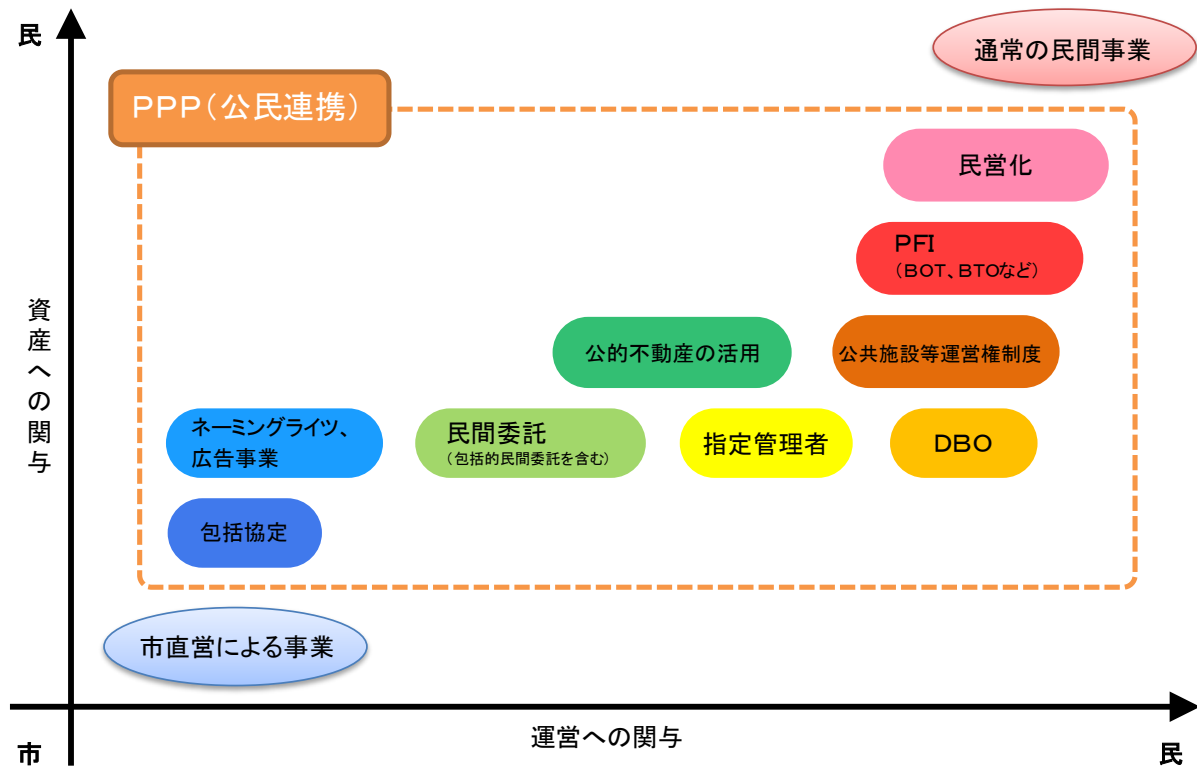 民
通常の民間事業
PPP(公民連携)
民営化
PFI
(BOT、BTOなど)
資産への関与
公的不動産の活用
公共施設等運営権制度
ネーミングライツ、
広告事業
民間委託
(包括的民間委託を含む)
指定管理者
DBO
包括協定
市直営による事業
運営への関与
市
民